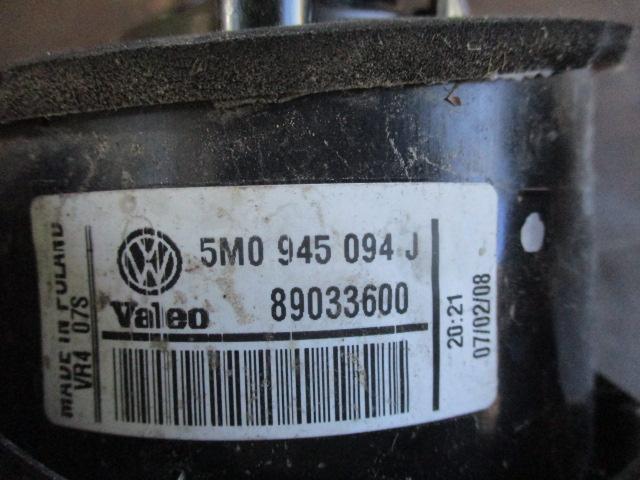 5M0 945 094 J
Valeo 89033600
20:21
07/02/08
MADE IN POLAND
VR4 07S